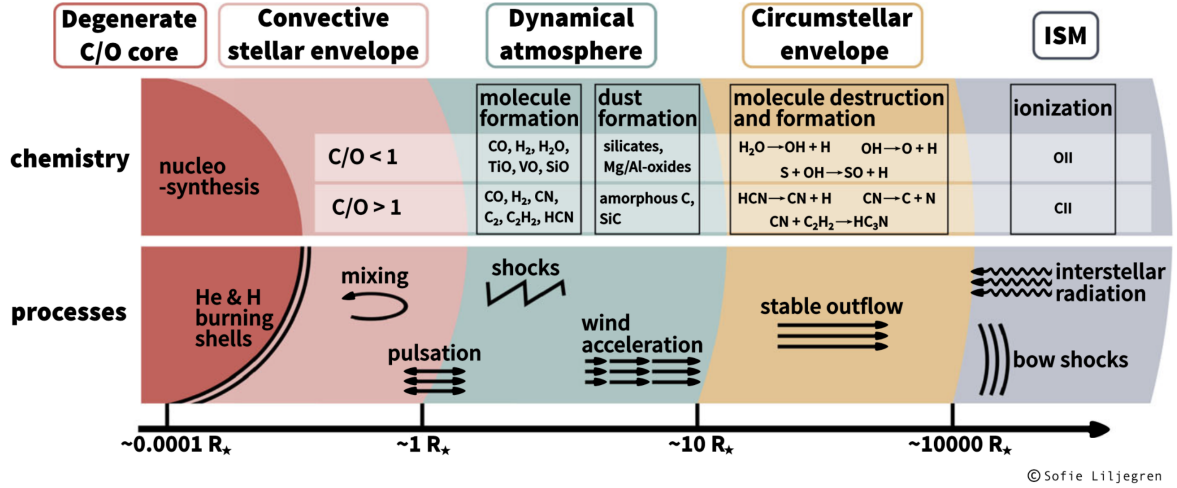 Degenerate
C/O core
Convective
stellar envelope
Dynamical
atmosphere
Circumstellar
envelope
ISM
chemistry
nucleo
-synthesis
C/O < 1
C/O > 1
molecule
formation
CO, H₂, H₂O,
TiO, VO, SiO
CO, H₂, CN,
C₂, C₂H₂, HCN
dust
formation
silicates,
Mg/Al-oxides
amorphous C,
SiC
molecule destruction
and formation
H₂O→OH + H OH→O + H
S + OH→SO + H
HCN→CN + H CN→C + N
CN + C₂H₂→HC₃N
ionization
OII
CII
processes
He & H
burning
shells
mixing
pulsation
shocks
wind
acceleration
stable outflow
interstellar
radiation
bow shocks
~0.0001 R★
~1 R★
~10 R★
~10000 R★
©Sofie Liljegren